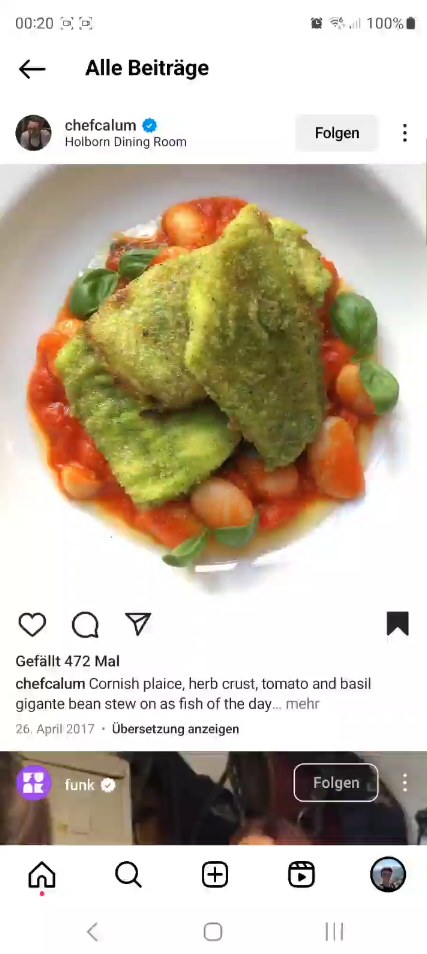 00:20
100%
Alle Beiträge
chefcalum
Folgen
Holborn Dining Room
Gefällt 472 Mal
chefcalum Cornish plaice, herb crust, tomato and basil
gigante bean stew on as fish of the day… mehr
26. April 2017 • Übersetzung anzeigen
funk
Folgen